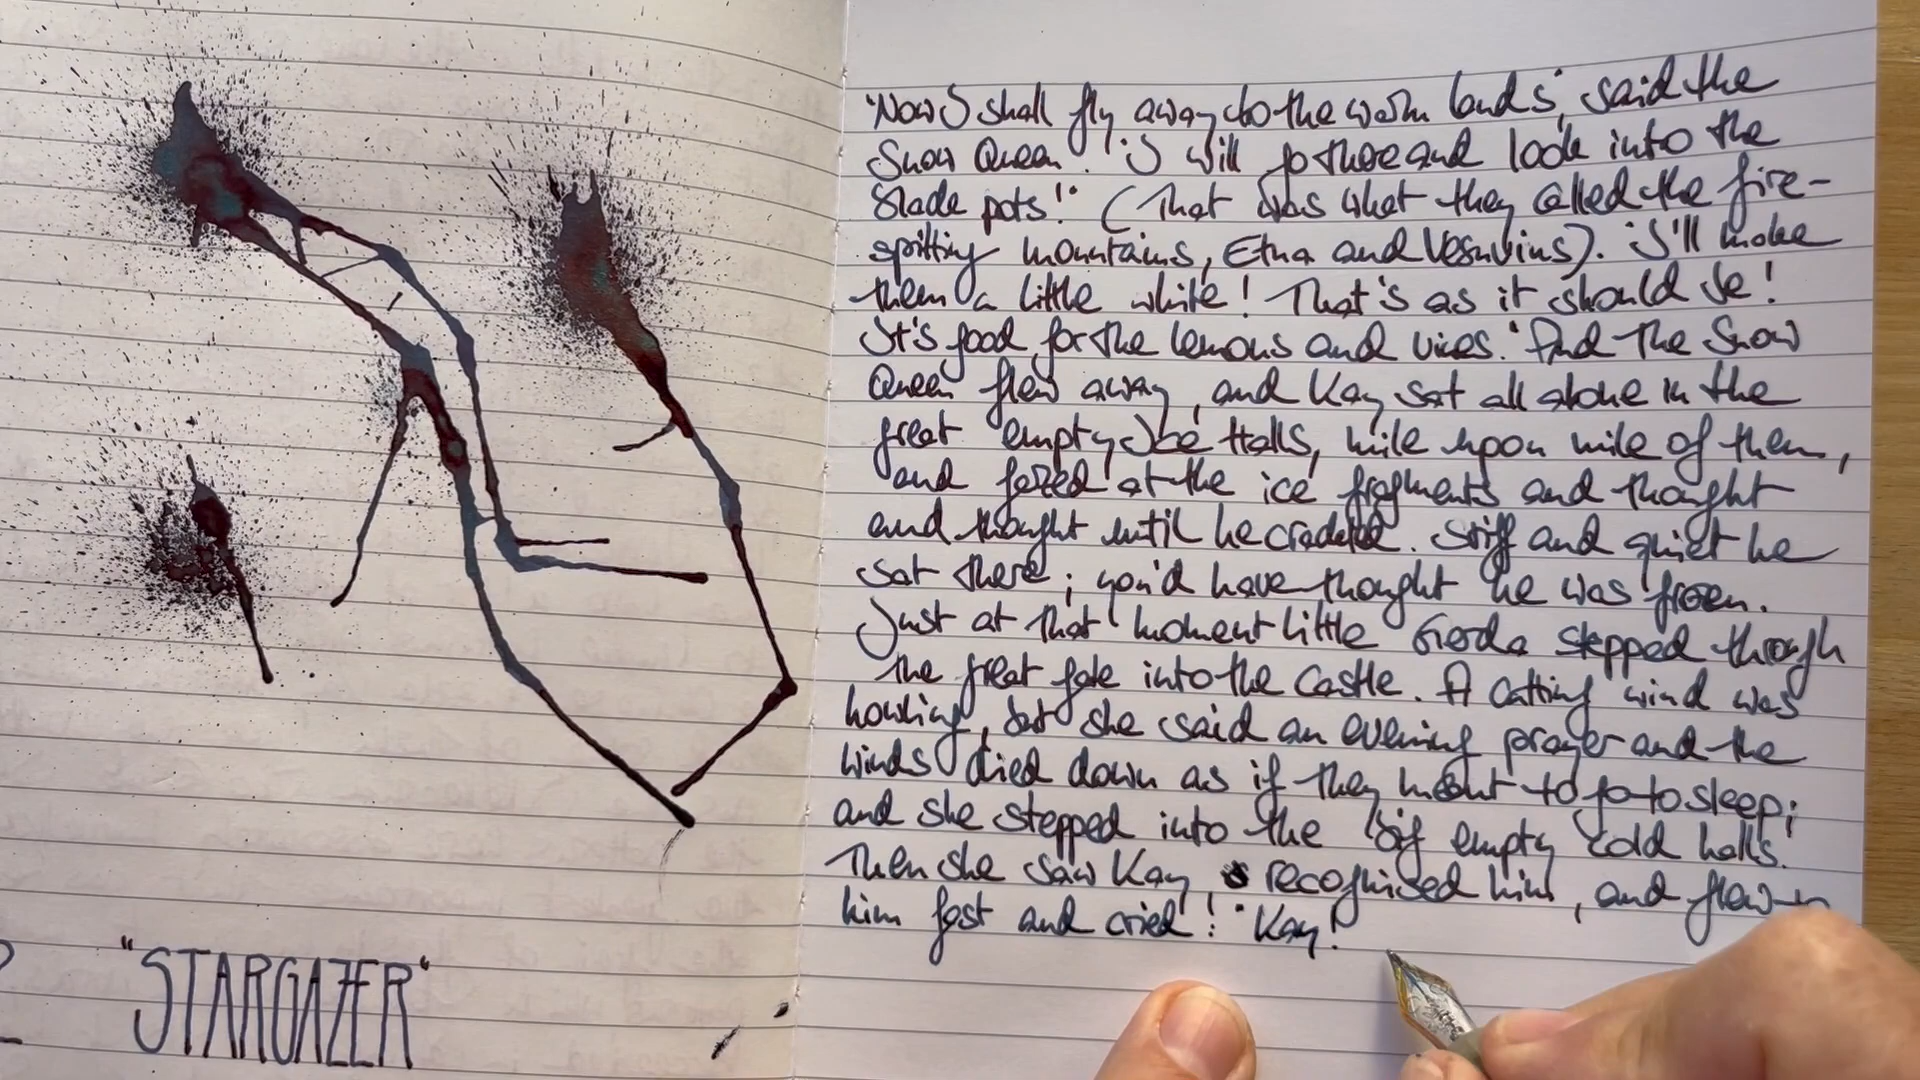 "STARGAZER"
'Now I shall fly away to the warm lands', said the
Snow Queen. 'I will go there and look into the
black pots!' (That was what they called the fire-
spitting mountains, Etna and Vesuvius). 'I'll make
them a little white! That's as it should be!
It's good for the lemons and vines.' And the Snow
Queen flew away, and Kay sat all alone in the
great empty Ice Halls, mile upon mile of them,
and gazed at the ice fragments and thought
and thought until he crackled. Stiff and quiet he
sat there; you'd have thought he was frozen.
Just at that moment little Gerda stepped through
the great gate into the castle. A cutting wind was
howling, but she said an evening prayer and the
winds died down as if they meant to go to sleep;
and she stepped into the big empty cold halls.
Then she saw Kay, recognised him, and flew to
him fast and cried: 'Kay!